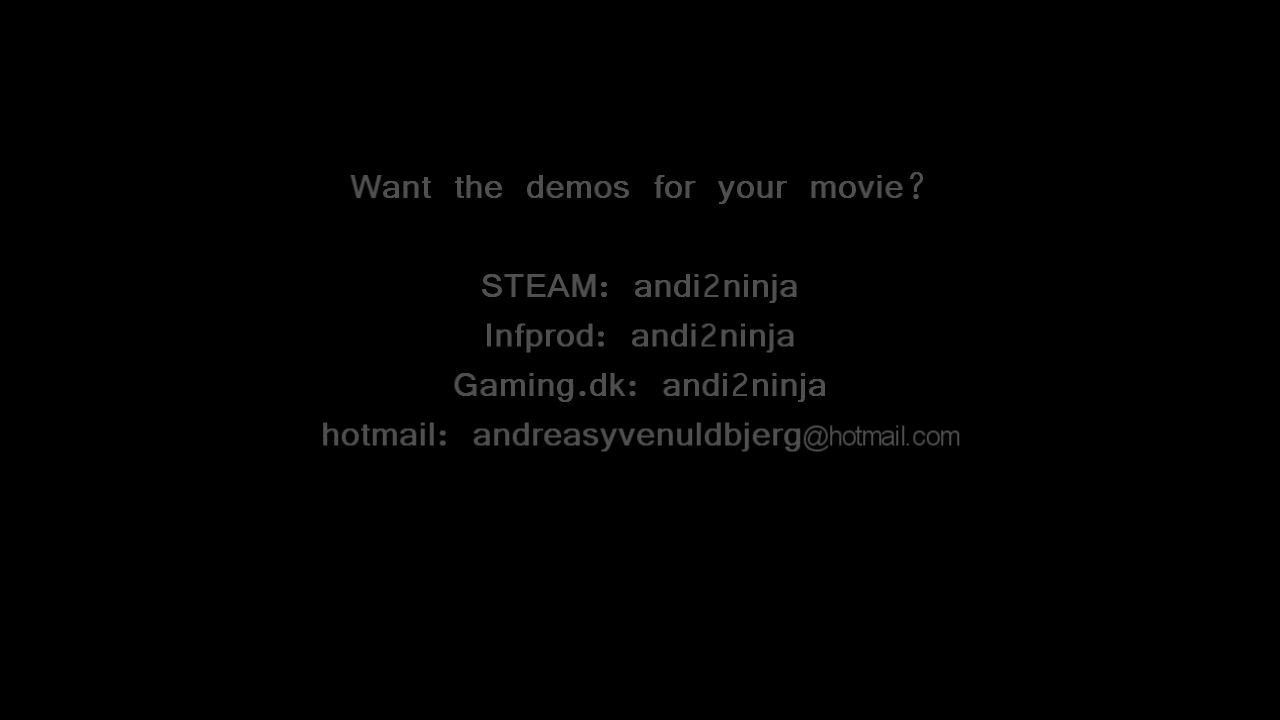 Want the demos for your movie?
STEAM: andi2ninja
Infprod: andi2ninja
Gaming.dk: andi2ninja
hotmail: andreasyvenuldbjerg@hotmail.com